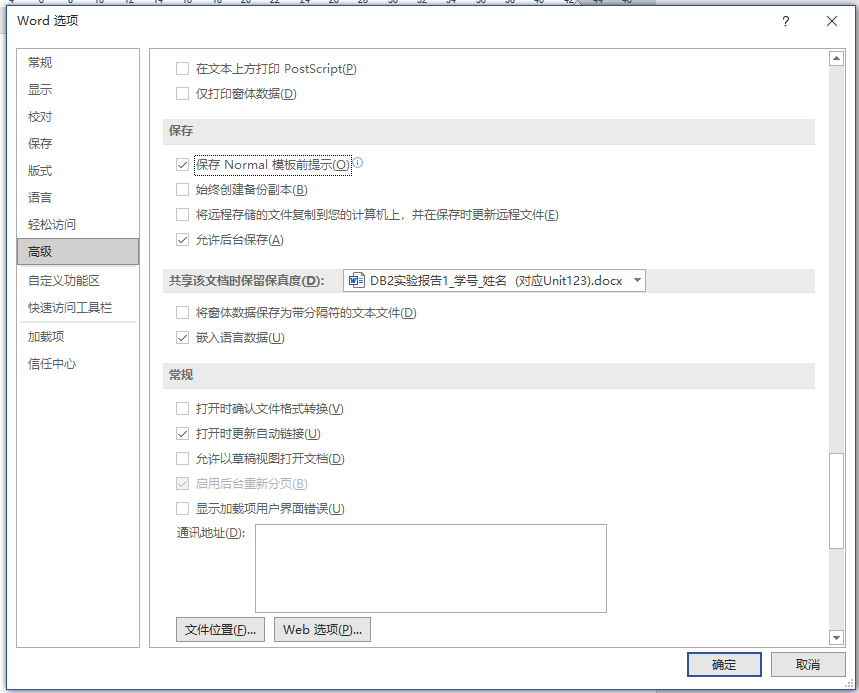 Word 选项
?
常规
显示
校对
保存
版式
语言
轻松访问
高级
自定义功能区
快速访问工具栏
加载项
信任中心
在文本上方打印 PostScript(P)
仅打印窗体数据(D)
保存
保存 Normal 模板前提示(O)
始终创建备份副本(B)
将远程存储的文件复制到您的计算机上，并在保存时更新远程文件(E)
允许后台保存(A)
共享该文档时保留保真度(D): DB2实验报告1_学号_姓名（对应Unit123).docx
将窗体数据保存为带分隔符的文本文件(D)
嵌入语言数据(U)
常规
打开时确认文件格式转换(V)
打开时更新自动链接(U)
允许以草稿视图打开文档(D)
启用后台重新分页(B)
显示加载项用户界面错误(U)
通讯地址(D):
文件位置(F)... Web 选项(P)...
确定 取消